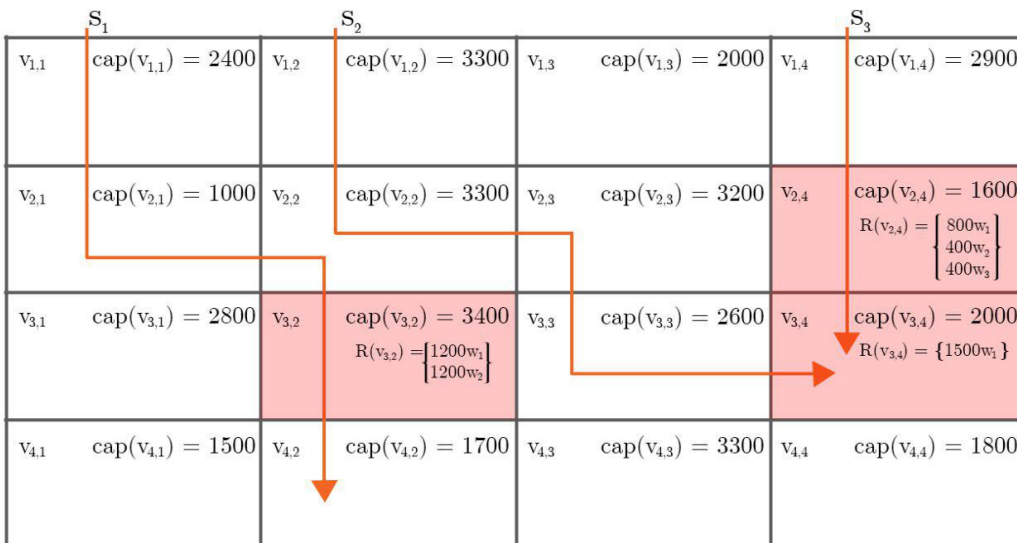 S₁ S₂ S₃
v₁,₁ cap(v₁,₁) = 2400 v₁,₂ cap(v₁,₂) = 3300 v₁,₃ cap(v₁,₃) = 2000 v₁,₄ cap(v₁,₄) = 2900
v₂,₁ cap(v₂,₁) = 1000 v₂,₂ cap(v₂,₂) = 3300 v₂,₃ cap(v₂,₃) = 3200 v₂,₄ cap(v₂,₄) = 1600
R(v₂,₄) = { 800w₁
400w₂
400w₃ }
v₃,₁ cap(v₃,₁) = 2800 v₃,₂ cap(v₃,₂) = 3400 v₃,₃ cap(v₃,₃) = 2600 v₃,₄ cap(v₃,₄) = 2000
R(v₃,₂) = { 1200w₁
1200w₂ }
R(v₃,₄) = {1500w₁}
v₄,₁ cap(v₄,₁) = 1500 v₄,₂ cap(v₄,₂) = 1700 v₄,₃ cap(v₄,₃) = 3300 v₄,₄ cap(v₄,₄) = 1800